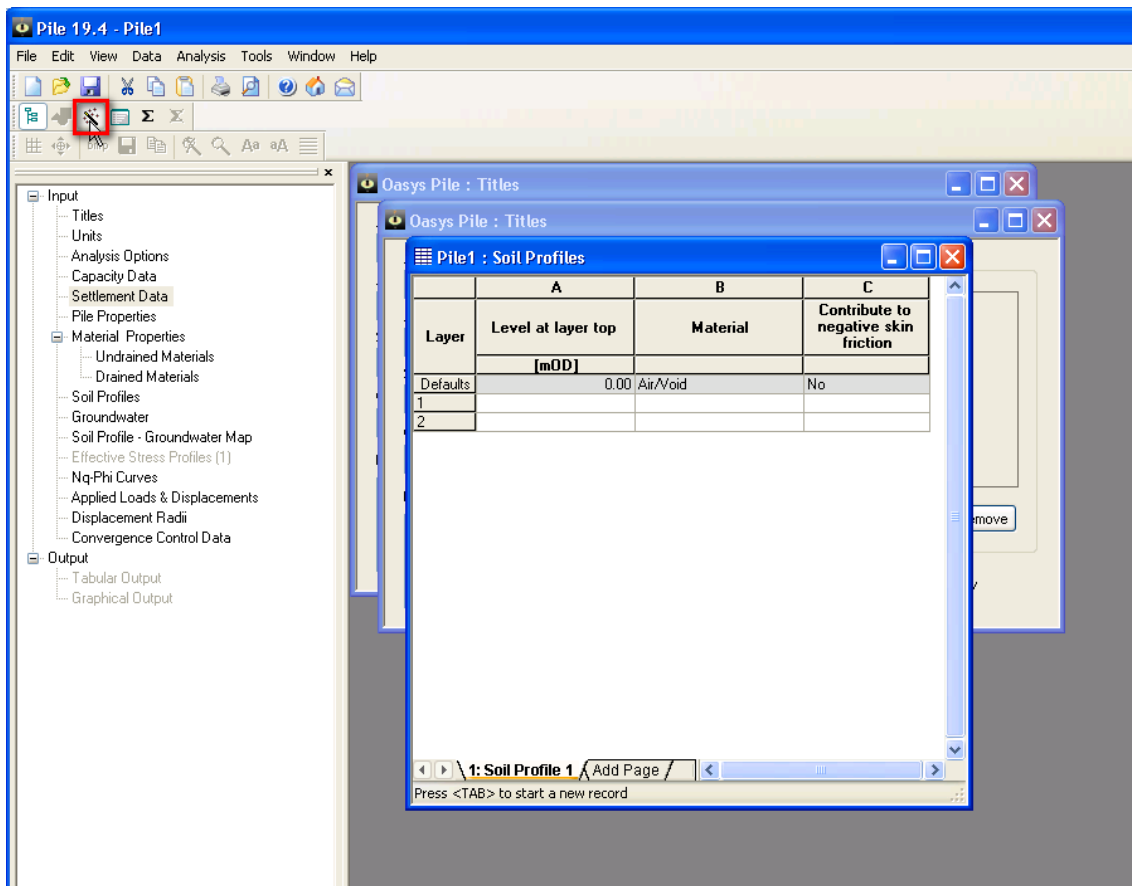 Pile 19.4 - Pile1
File Edit View Data Analysis Tools Window Help
Σ Σ
Aa aA
Input
Titles
Units
Analysis Options
Capacity Data
Settlement Data
Pile Properties
Material Properties
Undrained Materials
Drained Materials
Soil Profiles
Groundwater
Soil Profile - Groundwater Map
Effective Stress Profiles (1)
Nq-Phi Curves
Applied Loads & Displacements
Displacement Radii
Convergence Control Data
Output
Tabular Output
Graphical Output
Oasys Pile : Titles
Oasys Pile : Titles
Pile1 : Soil Profiles
A B C
Layer Level at layer top Material Contribute to
negative skin
friction
[mOD]
Defaults 0.00 Air/Void No
1
2
emove
1: Soil Profile 1 Add Page
Press <TAB> to start a new record